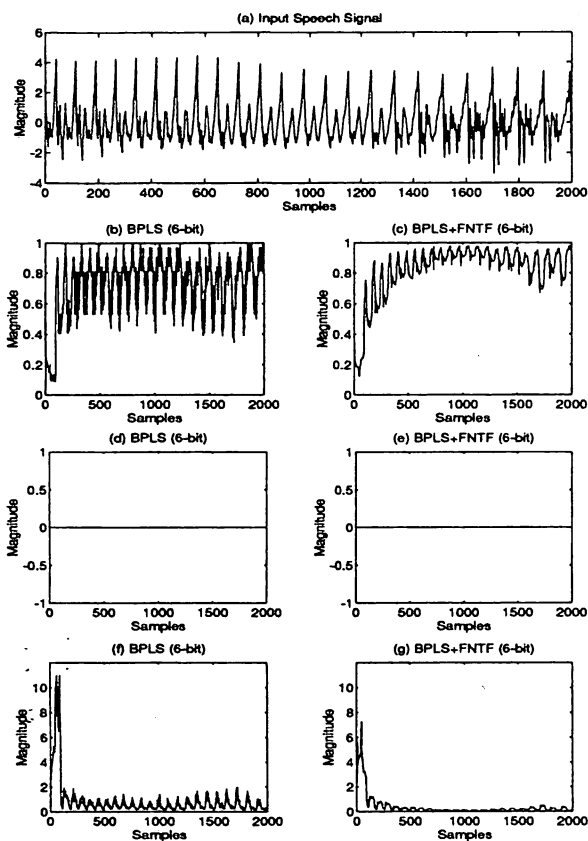 (a) Input Speech Signal
6
4
2
0
-2
-4
Magnitude
0 200 400 600 800 1000 1200 1400 1600 1800 2000
Samples
(b) BPLS (6-bit)
1
0.8
0.6
0.4
0.2
0
Magnitude
0 500 1000 1500 2000
Samples
(c) BPLS+FNTF (6-bit)
1
0.8
0.6
0.4
0.2
0
Magnitude
0 500 1000 1500 2000
Samples
(d) BPLS (6-bit)
1
0.5
0
-0.5
-1
Magnitude
0 500 1000 1500 2000
Samples
(e) BPLS+FNTF (6-bit)
1
0.5
0
-0.5
-1
Magnitude
0 500 1000 1500 2000
Samples
(f) BPLS (6-bit)
10
8
6
4
2
0
Magnitude
0 500 1000 1500 2000
Samples
(g) BPLS+FNTF (6-bit)
10
8
6
4
2
0
Magnitude
0 500 1000 1500 2000
Samples